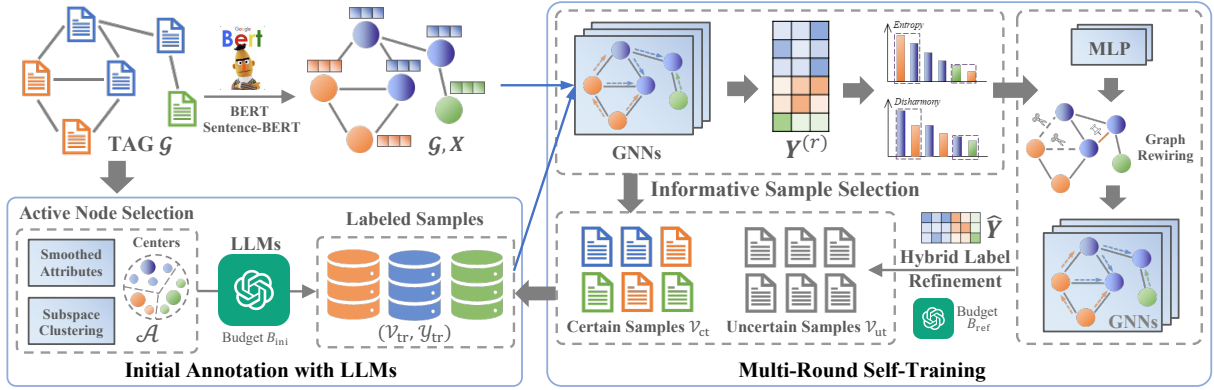 Google
Bert
BERT
Sentence-BERT
TAG 𝒢
𝒢, X
Active Node Selection
Smoothed
Attributes
Subspace
Clustering
Centers
𝒜
LLMs
Budget B_ini
Labeled Samples
(𝒱_tr, 𝒴_tr)
Initial Annotation with LLMs
GNNs
Y^(r)
Entropy
Disharmony
MLP
Graph
Rewiring
GNNs
Informative Sample Selection
Certain Samples 𝒱_ct
Uncertain Samples 𝒱_ut
Ŷ
Hybrid Label
Refinement
Budget
B_ref
Multi-Round Self-Training